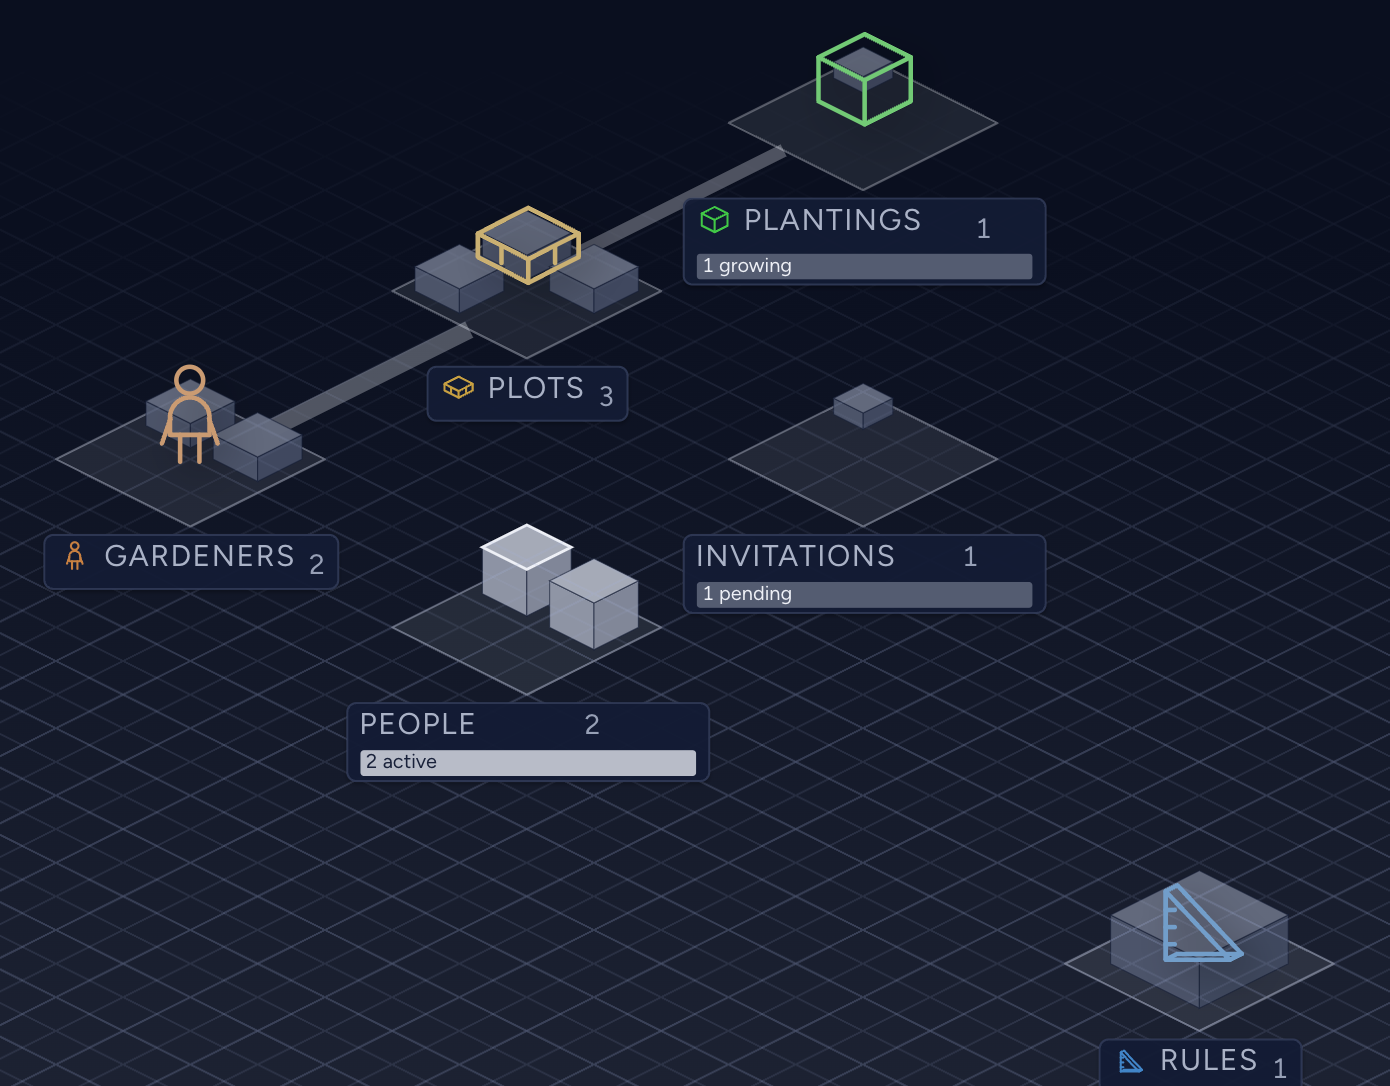 PLANTINGS 1
1 growing
PLOTS 3
GARDENERS 2
INVITATIONS 1
1 pending
PEOPLE 2
2 active
RULES 1